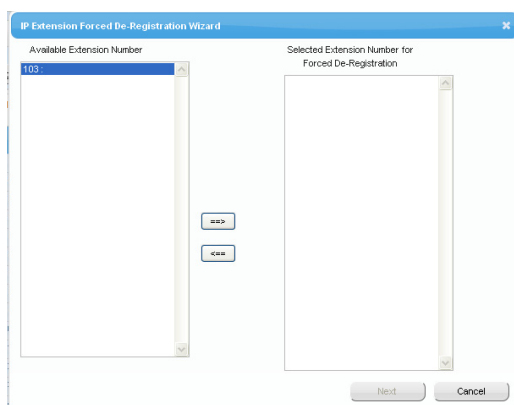 IP Extension Forced De-Registration Wizard
Available Extension Number
Selected Extension Number for
Forced De-Registration
103 :
==>
<==
Next
Cancel